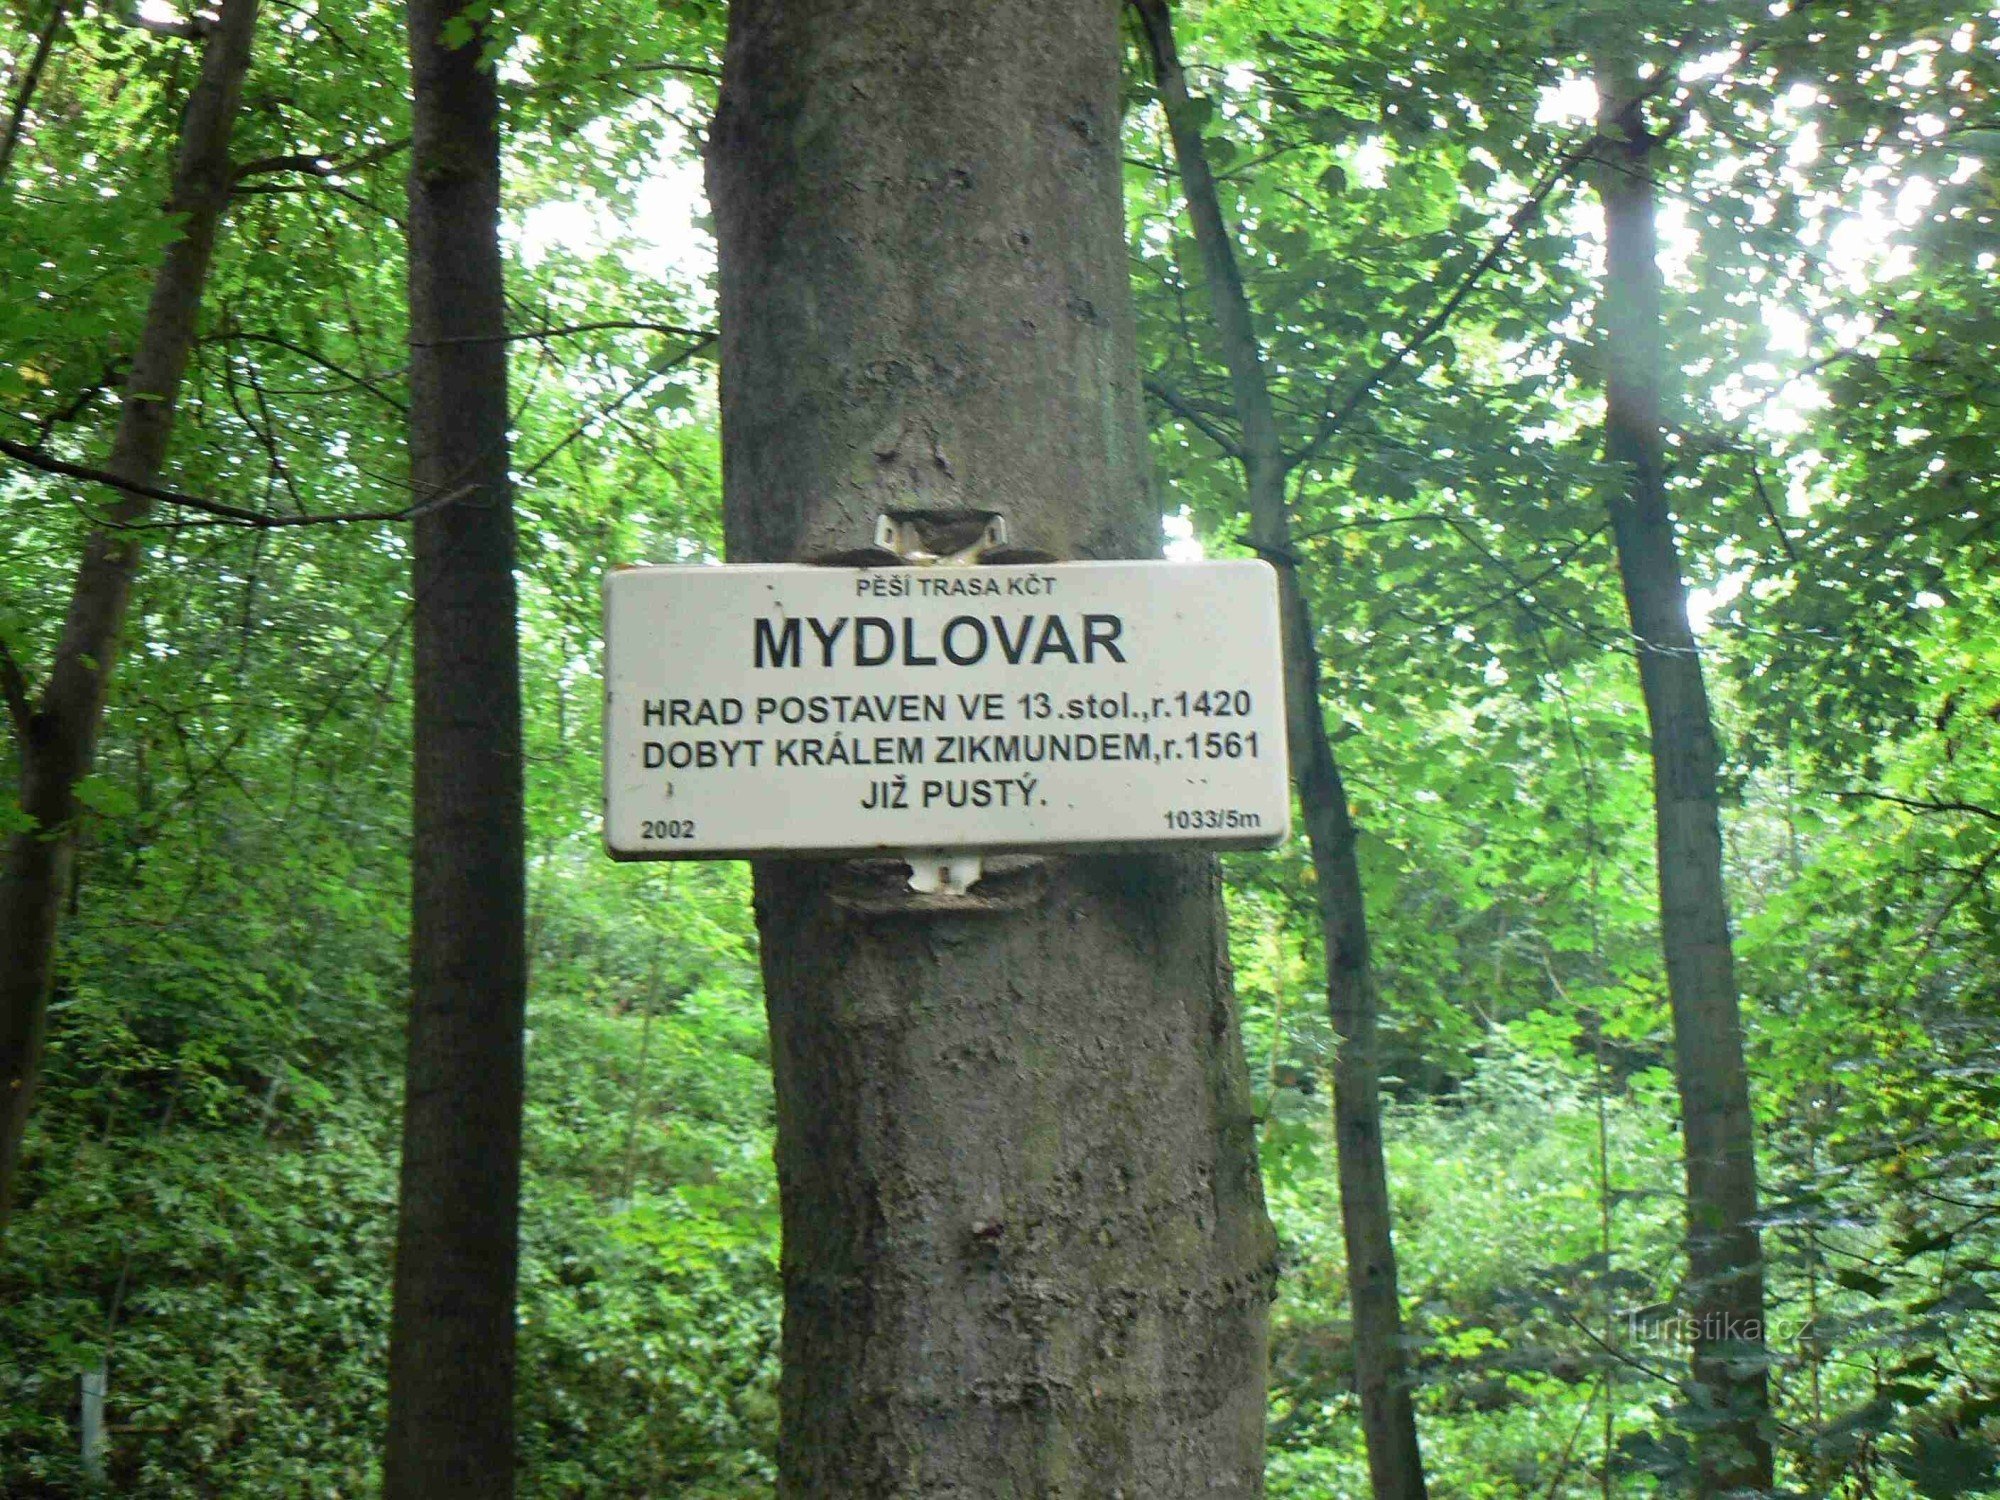 PĚŠÍ TRASA KČT
MYDLOVAR
HRAD POSTAVEN VE 13.stol.,r.1420
DOBYT KRÁLEM ZIKMUNDEM,r.1561
JIŽ PUSTÝ.
2002 1033/5m
Turistika.cz